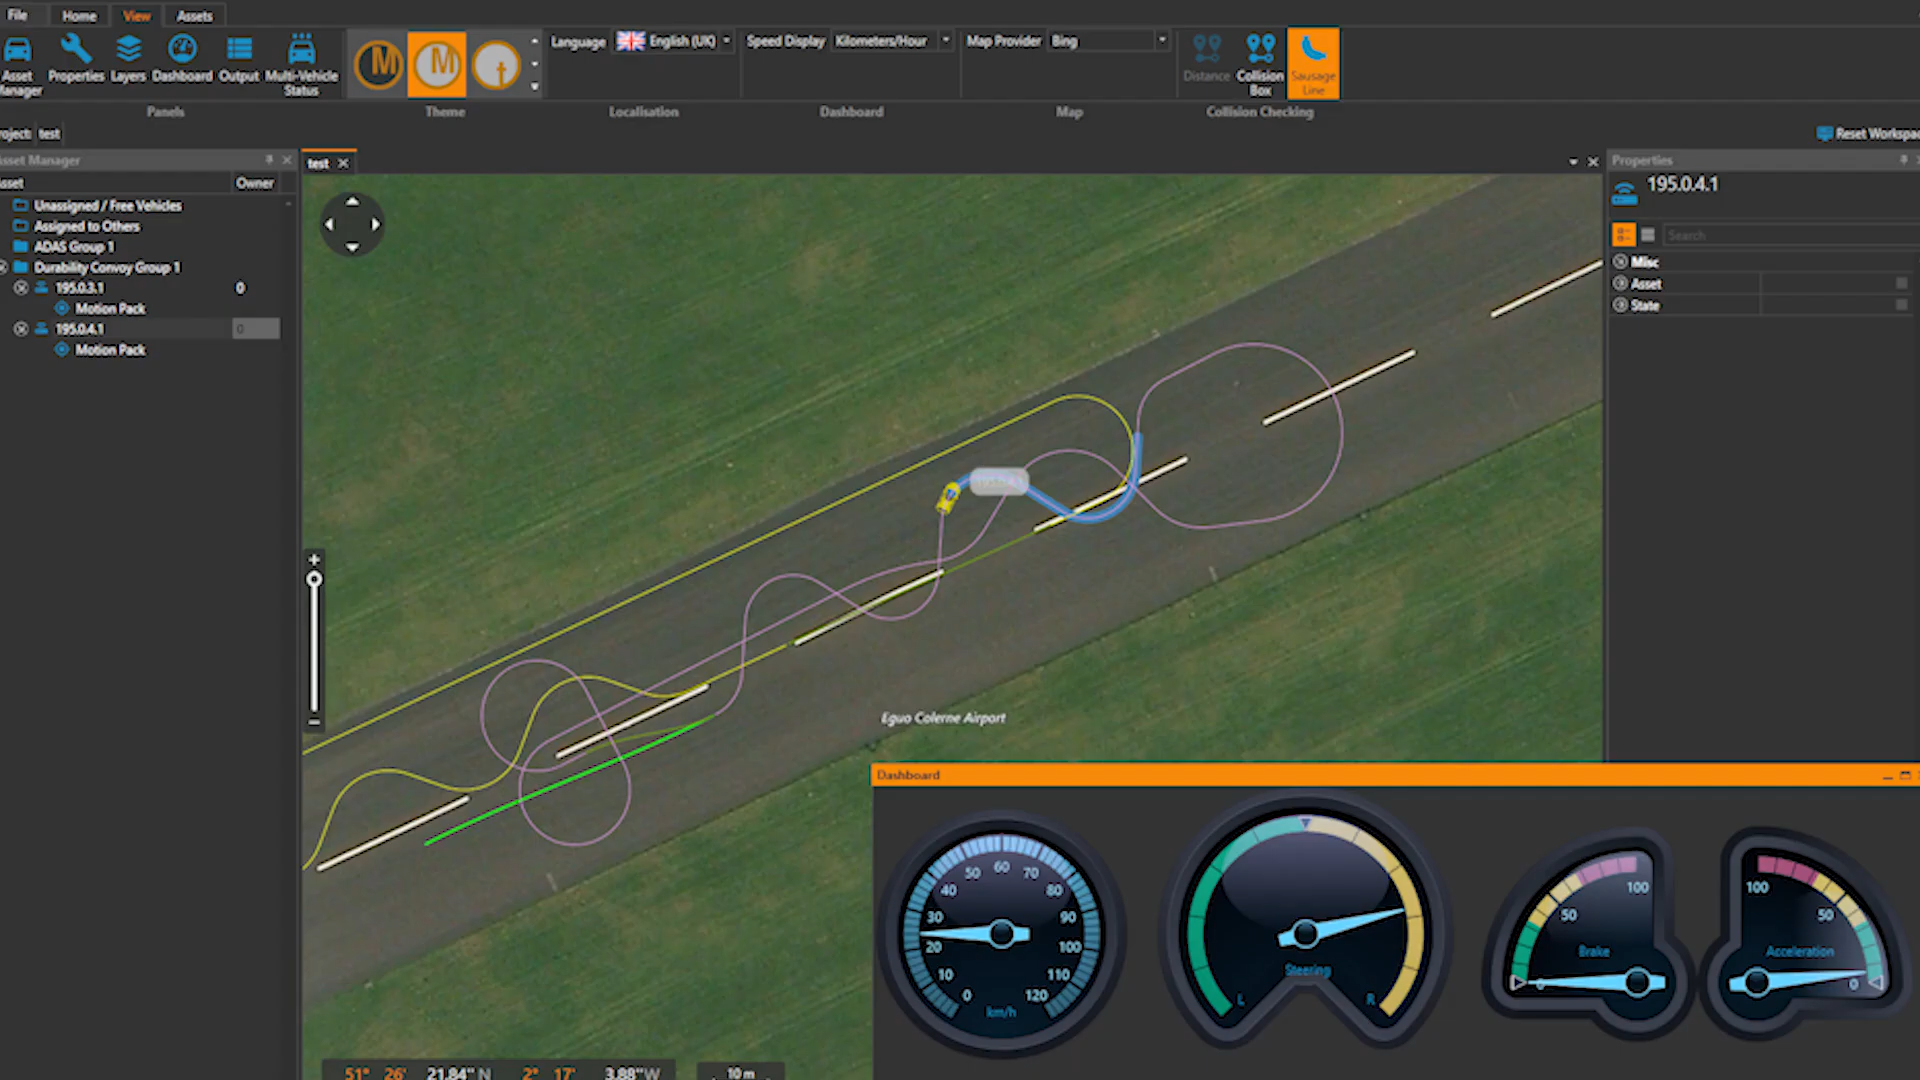 File Home View Assets
Asset Manager Properties Layers Dashboard Output Multi-Vehicle Status
Panels
M M t
Theme
Language English (UK)
Localisation
Speed Display Kilometers/Hour
Dashboard
Map Provider Bing
Map
Distance Collision Box Sausage Line
Collision Checking
roject: test
Reset Workspac
sset Manager
test
Properties
sset Owner
195.0.4.1
Unassigned / Free Vehicles
Assigned to Others
ADAS Group 1
Durability Convoy Group 1
195.0.3.1 0
Motion Pack
195.0.4.1 0
Motion Pack
Search
Misc
Asset
State
Eguo Colerne Airport
Dashboard
0 10 20 30 40 50 60 70 80 90 100 110 120
km/h
Steering
L R
0 50 100
Brake
100 50 0
Acceleration
51° 26' 21.84" N 2° 17' 3.88"W
10 m